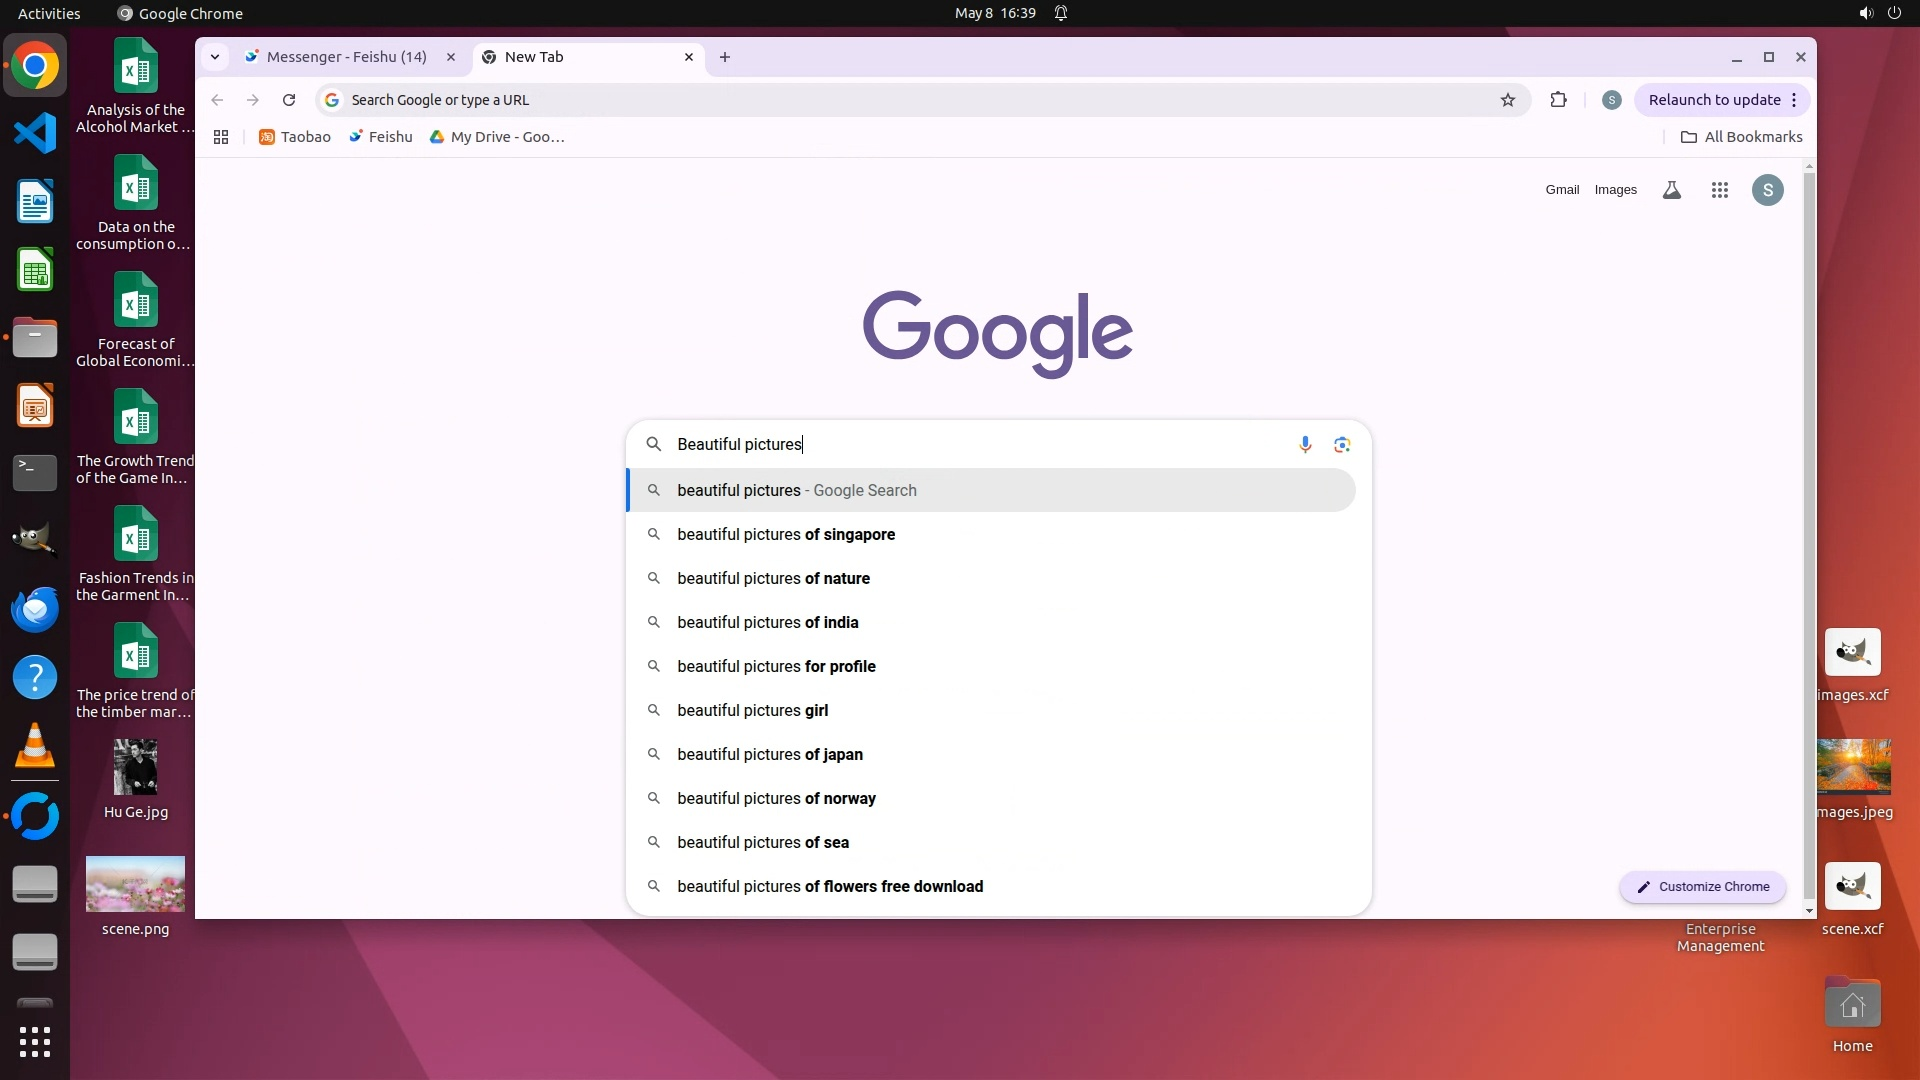 Activities
Google Chrome
May 8 16:39
Messenger - Feishu (14)
New Tab
Search Google or type a URL
S
Relaunch to update
Taobao
Feishu
My Drive - Goo...
All Bookmarks
Gmail
Images
S
Google
Beautiful pictures
beautiful pictures - Google Search
beautiful pictures of singapore
beautiful pictures of nature
beautiful pictures of india
beautiful pictures for profile
beautiful pictures girl
beautiful pictures of japan
beautiful pictures of norway
beautiful pictures of sea
beautiful pictures of flowers free download
Customize Chrome
Analysis of the
Alcohol Market ...
Data on the
consumption o...
Forecast of
Global Economi...
The Growth Trend
of the Game In...
Fashion Trends in
the Garment In...
The price trend of
the timber mar...
Hu Ge.jpg
scene.png
images.xcf
mages.jpeg
Enterprise
Management
scene.xcf
Home